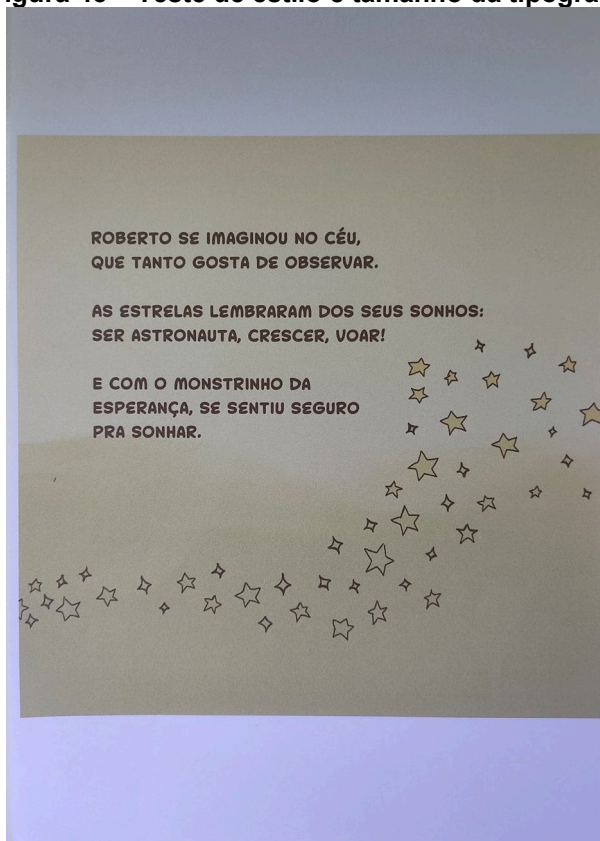 ROBERTO SE IMAGINOU NO CÉU,
QUE TANTO GOSTA DE OBSERVAR.
AS ESTRELAS LEMBRARAM DOS SEUS SONHOS:
SER ASTRONAUTA, CRESCER, VOAR!
E COM O MONSTRINHO DA
ESPERANÇA, SE SENTIU SEGURO
PRA SONHAR.